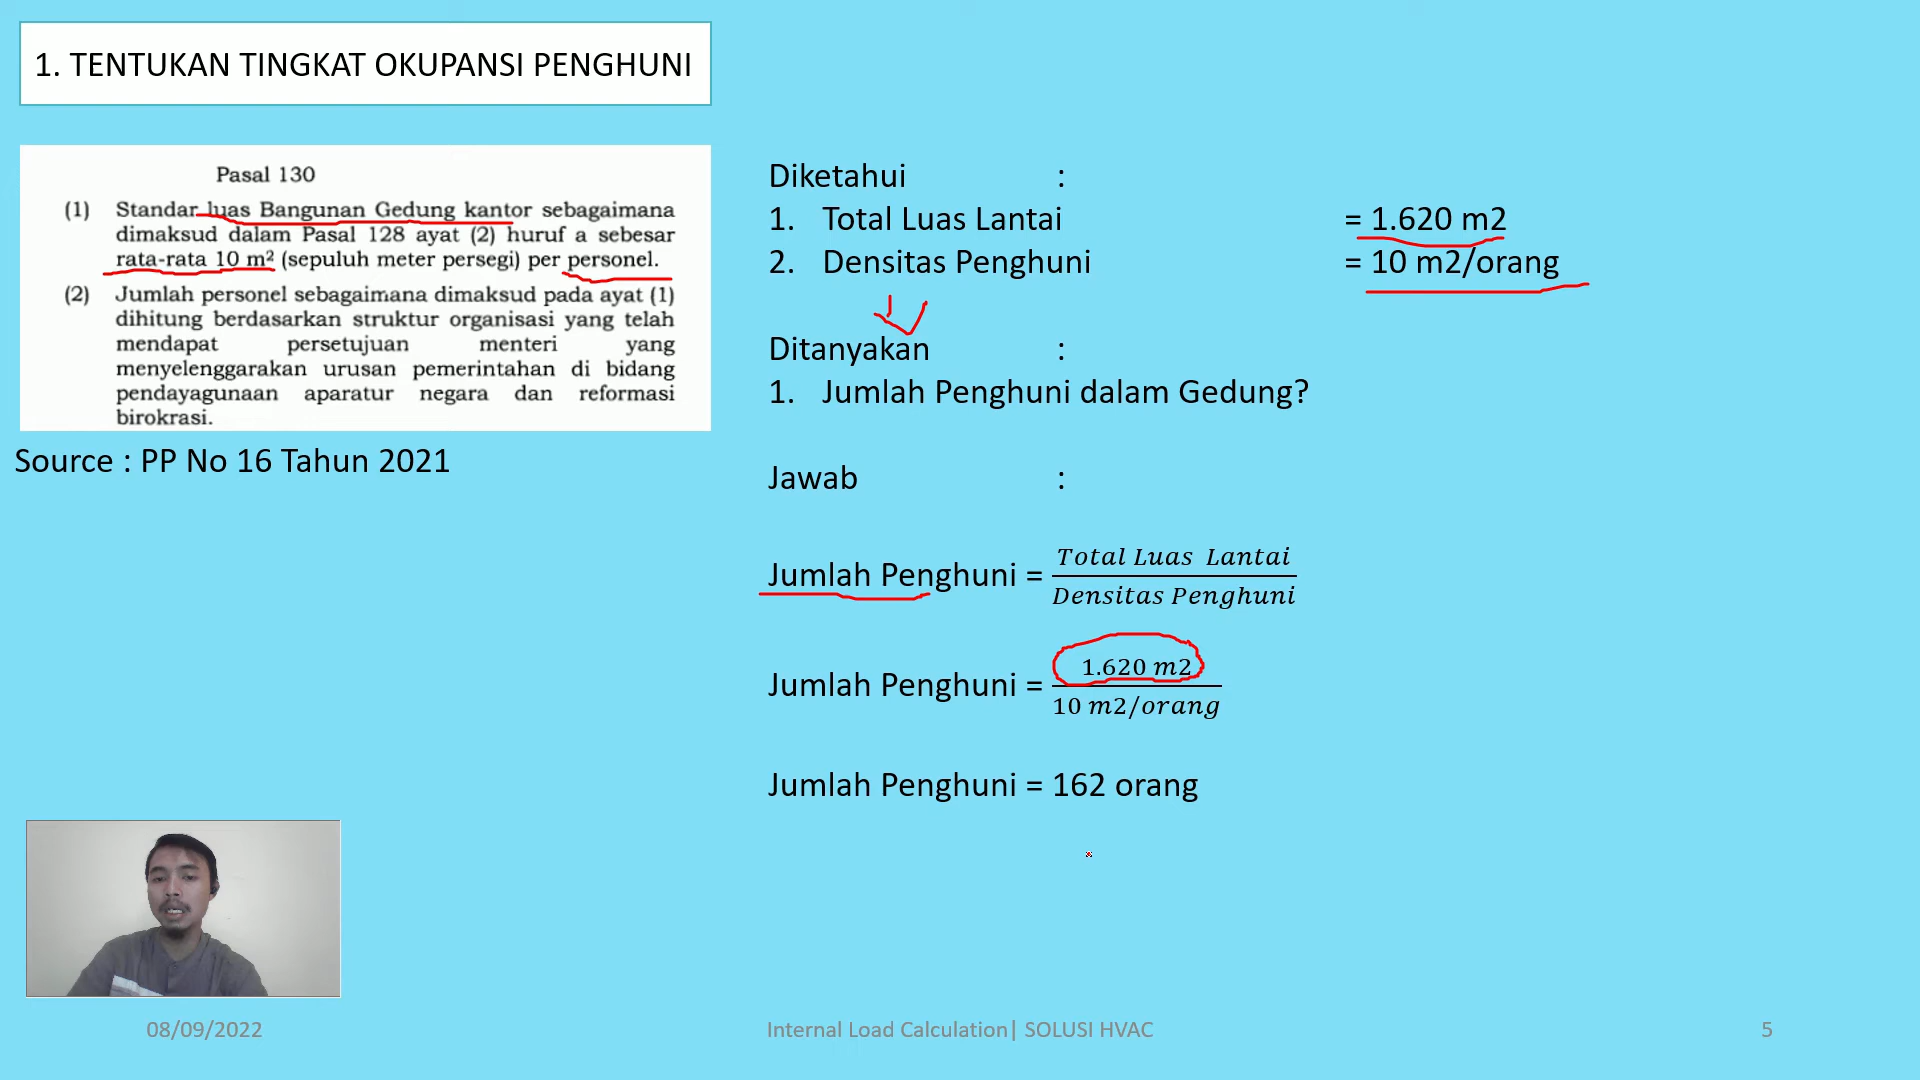 1. TENTUKAN TINGKAT OKUPANSI PENGHUNI
Pasal 130
(1) Standar luas Bangunan Gedung kantor sebagaimana
dimaksud dalam Pasal 128 ayat (2) huruf a sebesar
rata-rata 10 m² (sepuluh meter persegi) per personel.
(2) Jumlah personel sebagaimana dimaksud pada ayat (1)
dihitung berdasarkan struktur organisasi yang telah
mendapat persetujuan menteri yang
menyelenggarakan urusan pemerintahan di bidang
pendayagunaan aparatur negara dan reformasi
birokrasi.
Source : PP No 16 Tahun 2021
Diketahui :
1. Total Luas Lantai = 1.620 m2
2. Densitas Penghuni = 10 m2/orang
Ditanyakan :
1. Jumlah Penghuni dalam Gedung?
Jawab :
Jumlah Penghuni = Total Luas Lantai / Densitas Penghuni
Jumlah Penghuni = 1.620 m2 / 10 m2/orang
Jumlah Penghuni = 162 orang
08/09/2022
Internal Load Calculation| SOLUSI HVAC
5